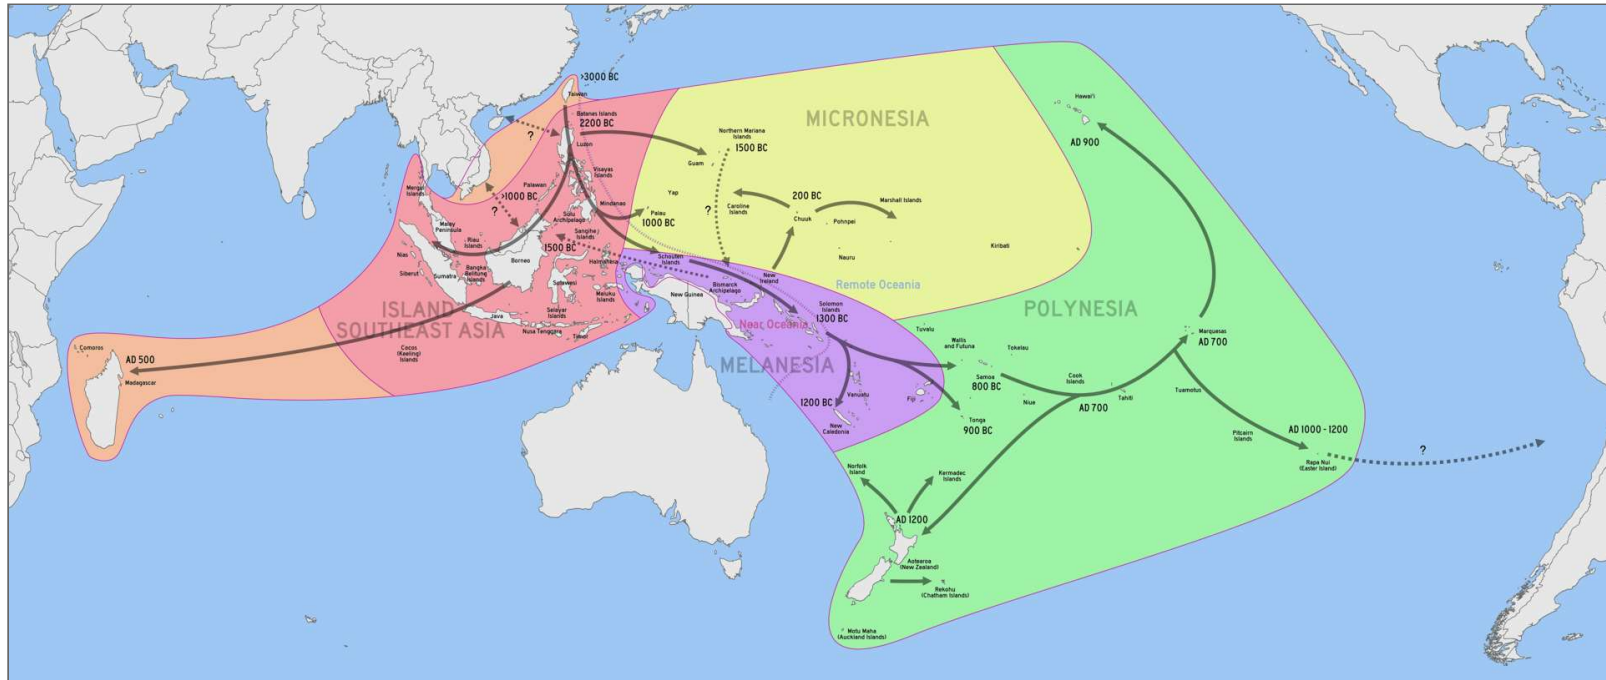 >3000 BC
Taiwan
Batanes Islands
2200 BC
?
Luzon
Northern Mariana
Islands
1500 BC
MICRONESIA
Hawai'i
AD 900
Guam
Visayas
Islands
Mergui
Islands
Palawan
>1000 BC
?
Yap
Mindanao
Palau
1000 BC
?
Caroline
Islands
200 BC
Chuuk
Pohnpei
Marshall Islands
Malay
Peninsula
Riau
Islands
Sulu
Archipelago
Sangihe
Islands
1500 BC
Nauru
Kiribati
Nias
Siberut
Sumatra
Bangka
Belitung
Islands
Borneo
Sulawesi
Halmahera
Maluku
Islands
Schouten
Islands
New Guinea
Bismarck
Archipelago
New
Ireland
Remote Oceania
ISLAND
SOUTHEAST ASIA
Java
Selayar
Islands
Nusa Tenggara
Timor
Near Oceania
Solomon
Islands
1300 BC
POLYNESIA
Tuvalu
Wallis
and Futuna
Tokelau
Marquesas
AD 700
Comoros
AD 500
Madagascar
Cocos
(Keeling)
Islands
MELANESIA
Samoa
800 BC
Cook
Islands
AD 700
Tahiti
Tuamotus
Niue
Fiji
Vanuatu
1200 BC
New
Caledonia
Tonga
900 BC
Pitcairn
Islands
AD 1000 - 1200
Rapa Nui
(Easter Island)
?
Norfolk
Island
Kermadec
Islands
AD 1200
Aotearoa
(New Zealand)
Rekohu
(Chatham Islands)
Motu Maha
(Auckland Islands)